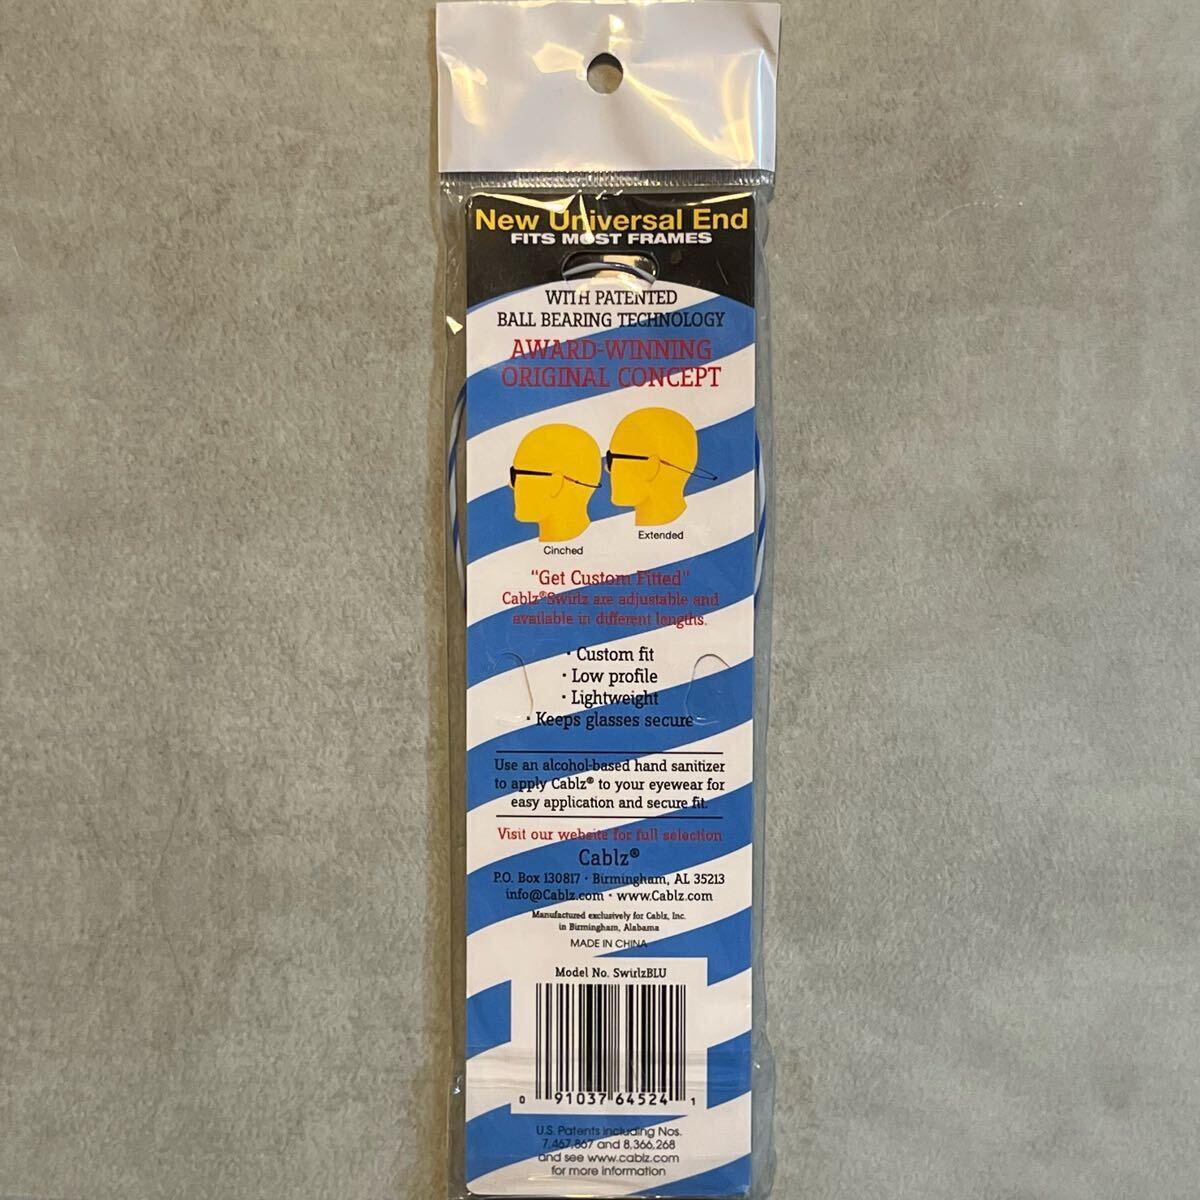 New Universal End
FITS MOST FRAMES
WITH PATENTED
BALL BEARING TECHNOLOGY
AWARD-WINNING
ORIGINAL CONCEPT
Cinched
Extended
"Get Custom Fitted"
Cablz® Swirlz are adjustable and
available in different lengths.
· Custom fit
· Low profile
· Lightweight
· Keeps glasses secure
Use an alcohol-based hand sanitizer
to apply Cablz® to your eyewear for
easy application and secure fit.
Visit our website for full selection
Cablz®
P.O. Box 130817 · Birmingham, AL 35213
info@Cablz.com · www.Cablz.com
Manufactured exclusively for Cablz, Inc.
in Birmingham, Alabama
MADE IN CHINA
Model No. SwirlzBLU
0 91037 64524 1
U.S. Patents including Nos.
7,467,867 and 8,366,268
and see www.cablz.com
for more information